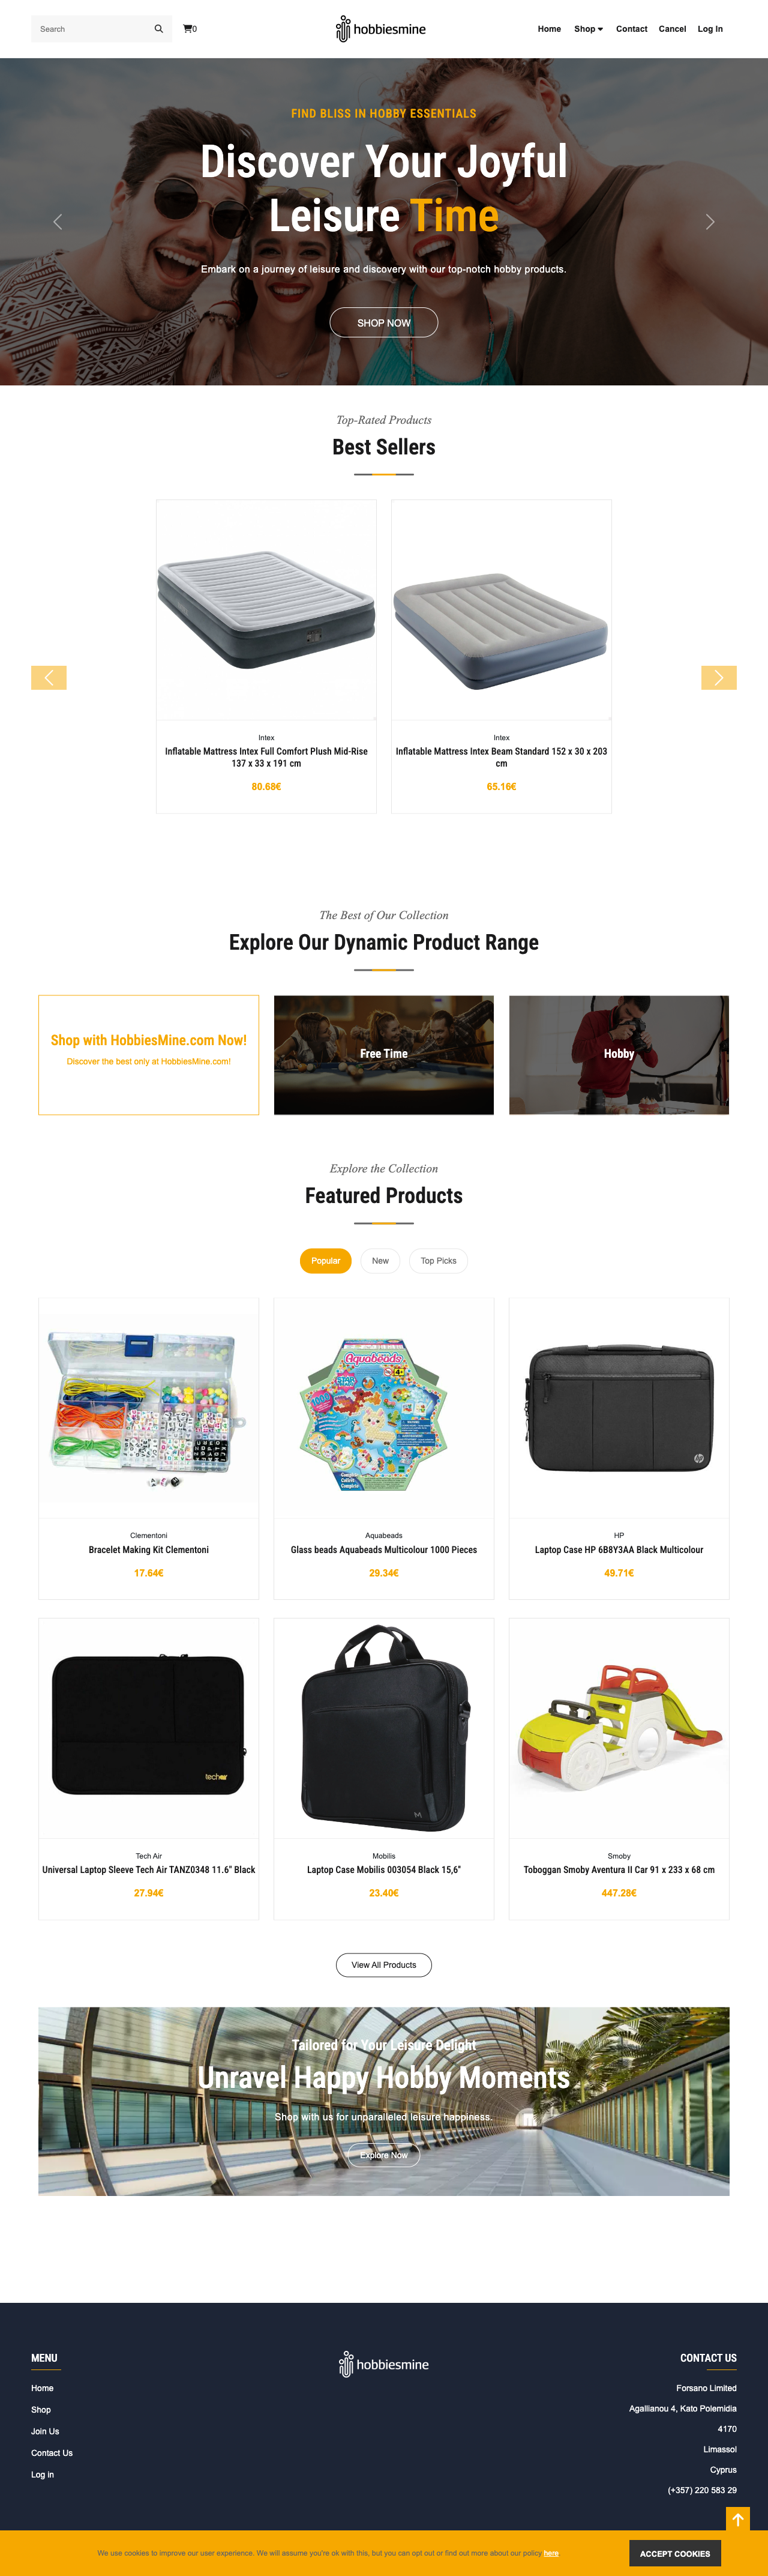 Search
0
hobbiesmine
Home
Shop
Contact
Cancel
Log In
FIND BLISS IN HOBBY ESSENTIALS
Discover Your Joyful
Leisure Time
Embark on a journey of leisure and discovery with our top-notch hobby products.
SHOP NOW
Top-Rated Products
Best Sellers
Intex
Inflatable Mattress Intex Full Comfort Plush Mid-Rise
137 x 33 x 191 cm
80.68€
Intex
Inflatable Mattress Intex Beam Standard 152 x 30 x 203
cm
65.16€
The Best of Our Collection
Explore Our Dynamic Product Range
Shop with HobbiesMine.com Now!
Discover the best only at HobbiesMine.com!
Free Time
Hobby
Explore the Collection
Featured Products
Popular
New
Top Picks
Aquabeads
hp
Clementoni
Bracelet Making Kit Clementoni
17.64€
Aquabeads
Glass beads Aquabeads Multicolour 1000 Pieces
29.34€
HP
Laptop Case HP 6B8Y3AA Black Multicolour
49.71€
techair
M
Tech Air
Universal Laptop Sleeve Tech Air TANZ0348 11.6" Black
27.94€
Mobilis
Laptop Case Mobilis 003054 Black 15,6"
23.40€
Smoby
Toboggan Smoby Aventura II Car 91 x 233 x 68 cm
447.28€
View All Products
Tailored for Your Leisure Delight
Unravel Happy Hobby Moments
Shop with us for unparalleled leisure happiness.
Explore Now
MENU
Home
Shop
Join Us
Contact Us
Log in
hobbiesmine
CONTACT US
Forsano Limited
Agallianou 4, Kato Polemidia
4170
Limassol
Cyprus
(+357) 220 583 29
We use cookies to improve our user experience. We will assume you're ok with this, but you can opt out or find out more about our policy here
ACCEPT COOKIES